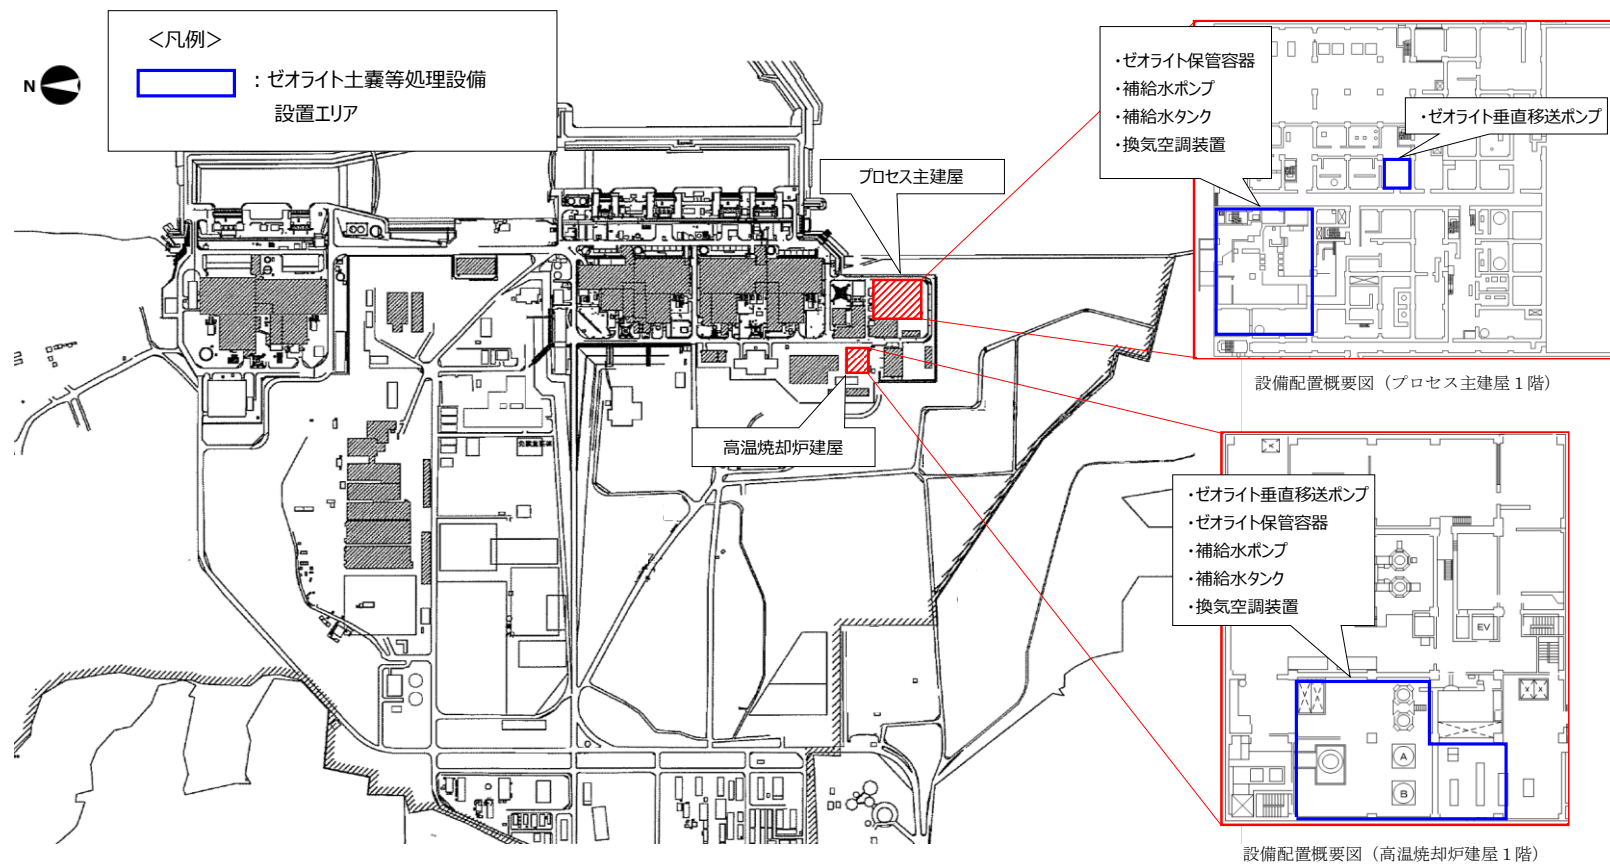 ＜凡例＞
：ゼオライト土嚢等処理設備
設置エリア
N
・ゼオライト保管容器
・補給水ポンプ
・補給水タンク
・換気空調装置
・ゼオライト垂直移送ポンプ
プロセス主建屋
設備配置概要図（プロセス主建屋１階）
高温焼却炉建屋
・ゼオライト垂直移送ポンプ
・ゼオライト保管容器
・補給水ポンプ
・補給水タンク
・換気空調装置
EV
A
B
設備配置概要図（高温焼却炉建屋１階）